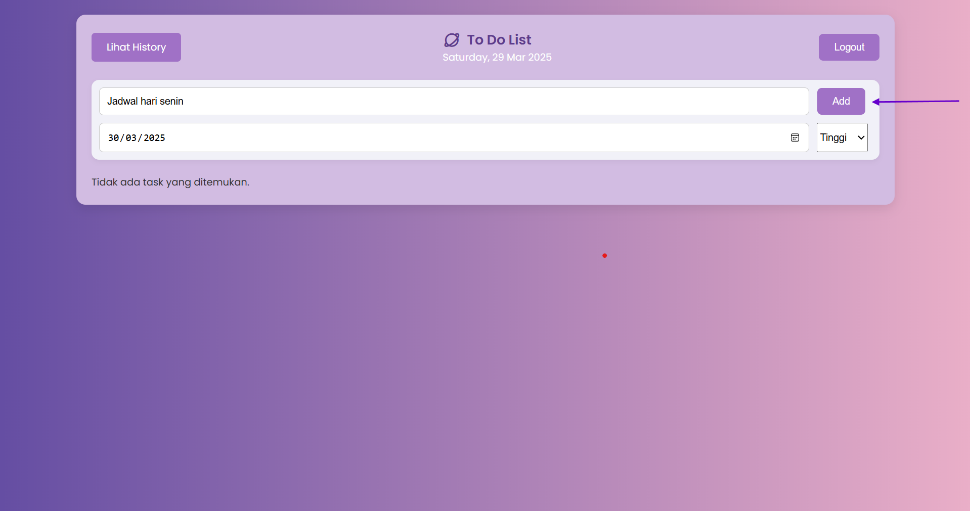 Lihat History
To Do List
Saturday, 29 Mar 2025
Logout
Jadwal hari senin
Add
30/03/2025
Tinggi
Tidak ada task yang ditemukan.